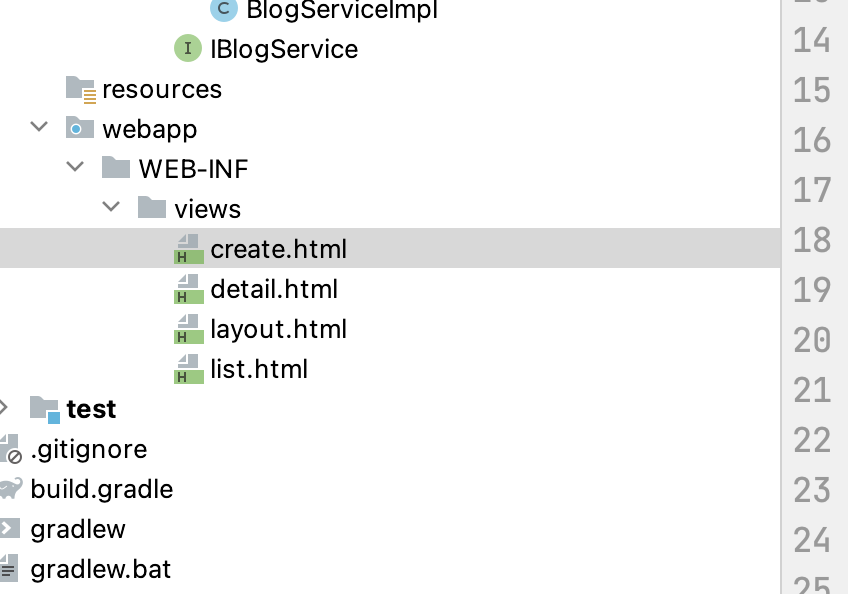 BlogServiceImpl
IBlogService
resources
webapp
WEB-INF
views
create.html
detail.html
layout.html
list.html
test
.gitignore
build.gradle
gradlew
gradlew.bat
14
15
16
17
18
19
20
21
22
23
24
25